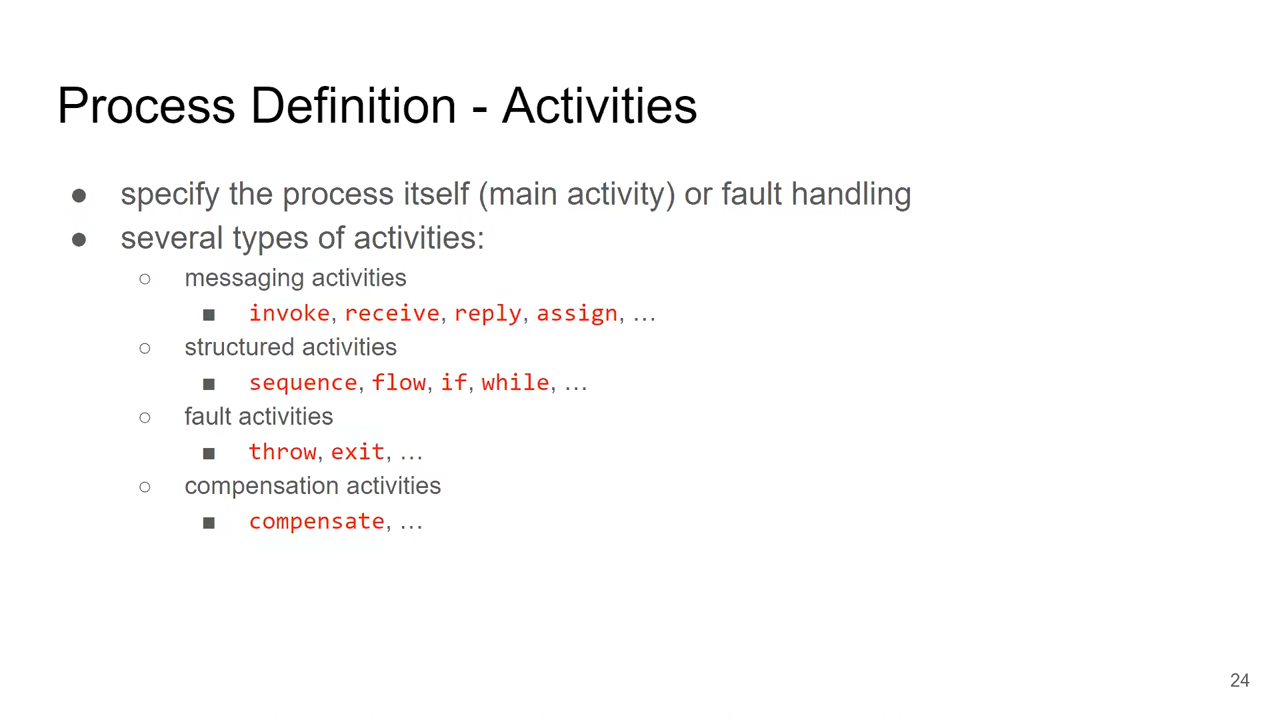 Process Definition - Activities
● specify the process itself (main activity) or fault handling
● several types of activities:
○ messaging activities
■ invoke, receive, reply, assign, …
○ structured activities
■ sequence, flow, if, while, …
○ fault activities
■ throw, exit, …
○ compensation activities
■ compensate, …
24